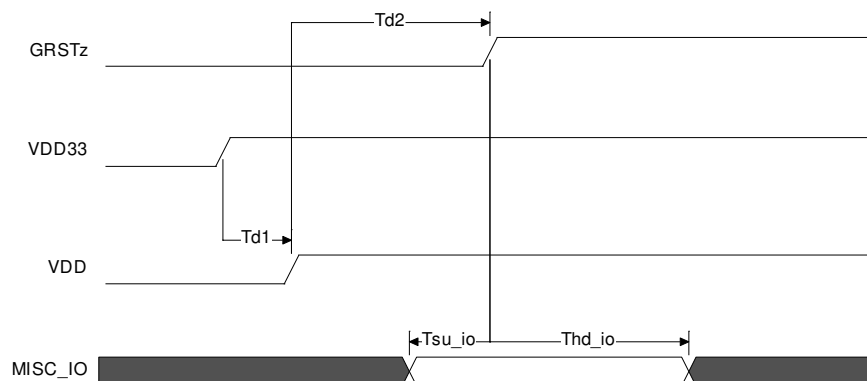 Td2
GRSTz
VDD33
Td1
VDD
Tsu_io
Thd_io
MISC_IO